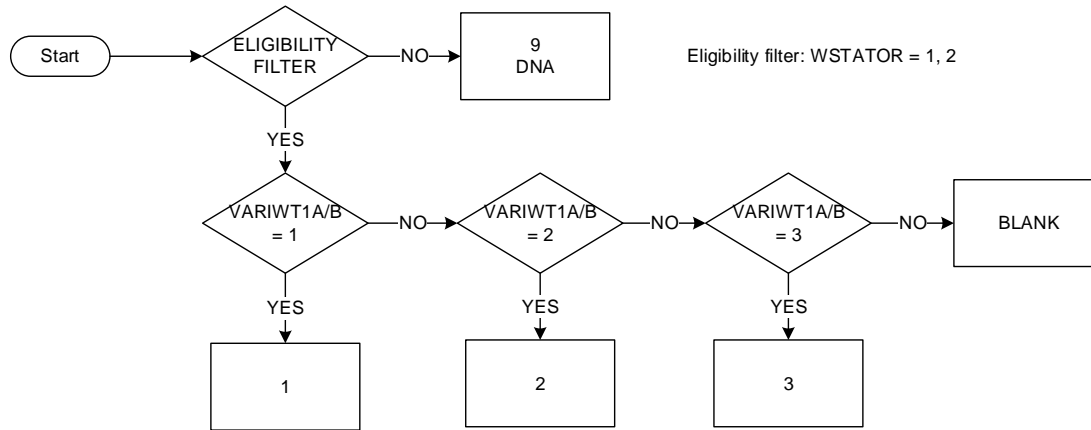 Start
ELIGIBILITY
FILTER
NO
9
DNA
Eligibility filter: WSTATOR = 1, 2
YES
VARIWT1A/B
= 1
NO
VARIWT1A/B
= 2
NO
VARIWT1A/B
= 3
NO
BLANK
YES
YES
YES
1
2
3